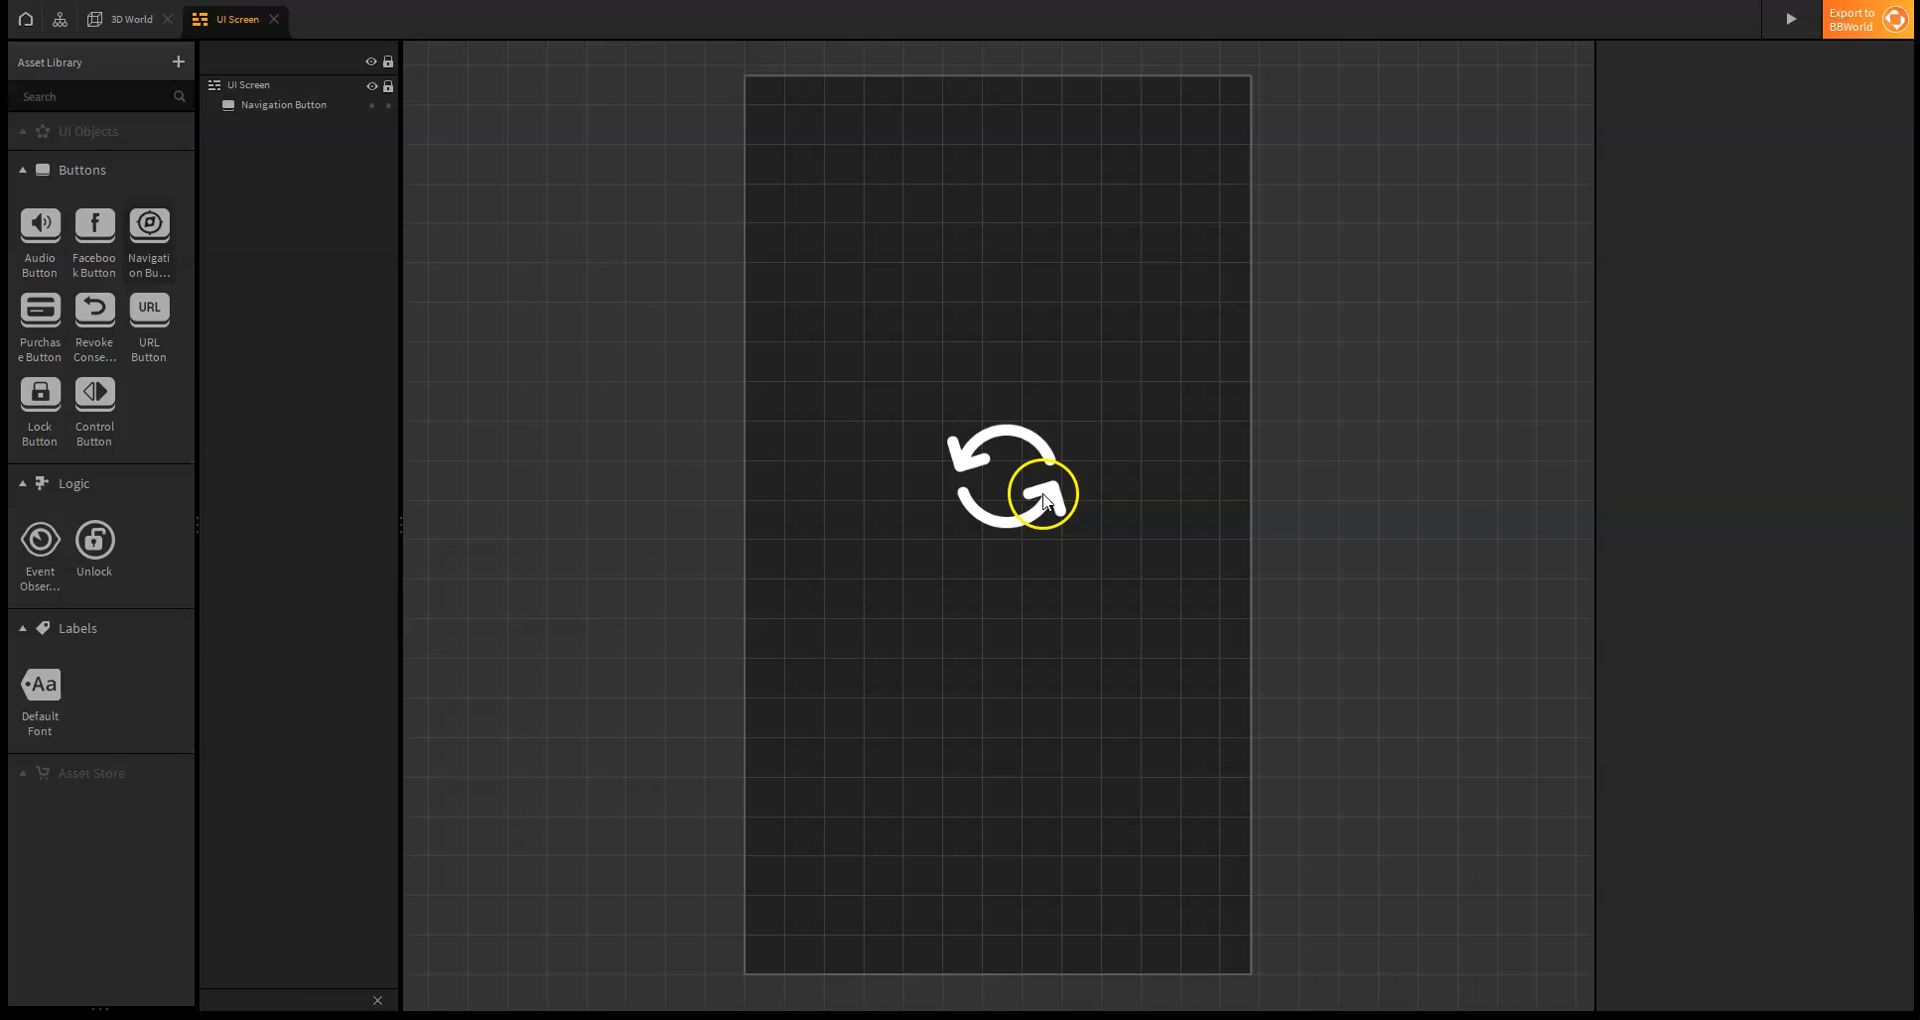 3D World
UI Screen
Export to
BBWorld
Asset Library
Search
UI Screen
Navigation Button
UI Objects
Buttons
Audio
Button
Faceboo
k Button
Navigati
on Bu...
Purchas
e Button
Revoke
Conse...
URL
URL
Button
Lock
Button
Control
Button
Logic
Event
Obser...
Unlock
Labels
Aa
Default
Font
Asset Store